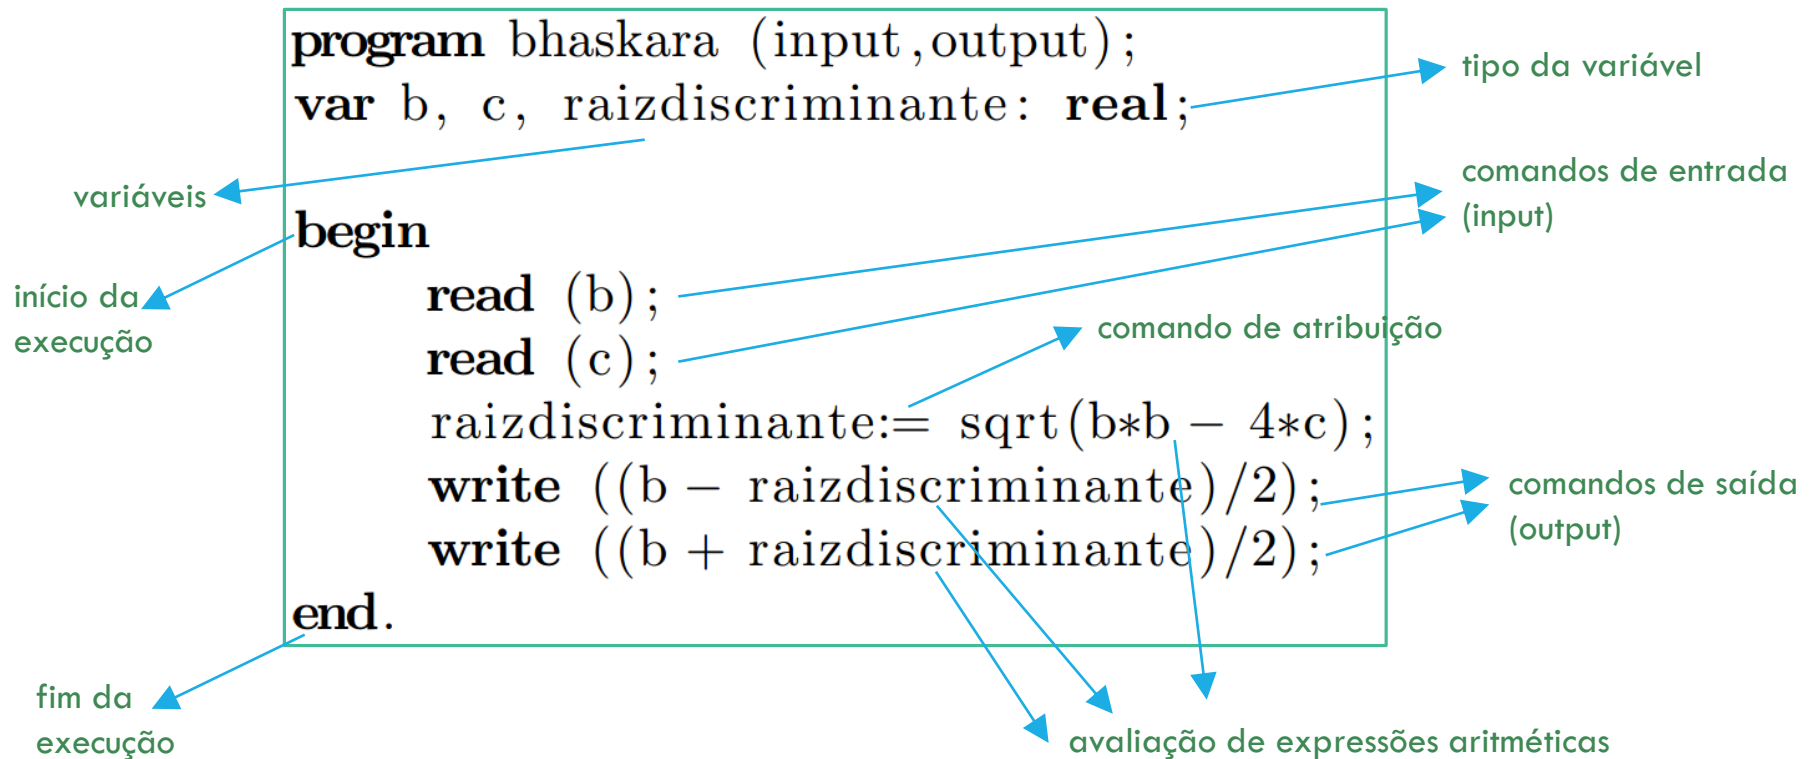 program bhaskara (input,output);
var b, c, raizdiscriminante: real;
tipo da variável
variáveis
comandos de entrada
(input)
begin
início da
execução
read (b);
read (c);
comando de atribuição
raizdiscriminante:= sqrt(b*b − 4*c);
write ((b − raizdiscriminante)/2);
write ((b + raizdiscriminante)/2);
comandos de saída
(output)
end.
fim da
execução
avaliação de expressões aritméticas